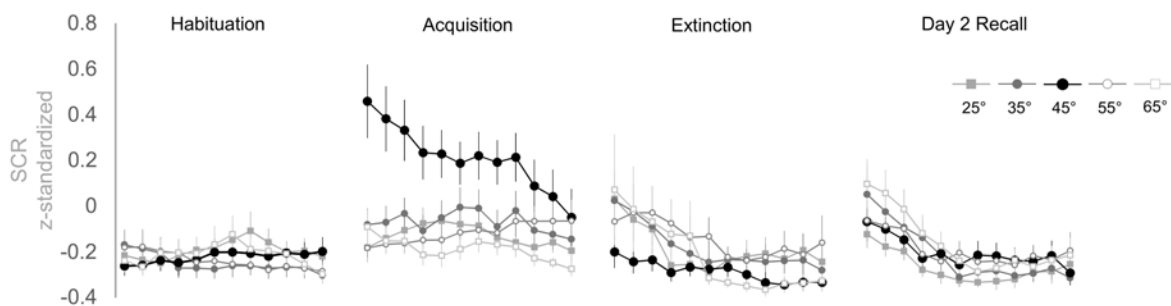 Habituation
Acquisition
Extinction
Day 2 Recall
SCR
z-standardized
0.8
0.6
0.4
0.2
0
-0.2
-0.4
25° 35° 45° 55° 65°